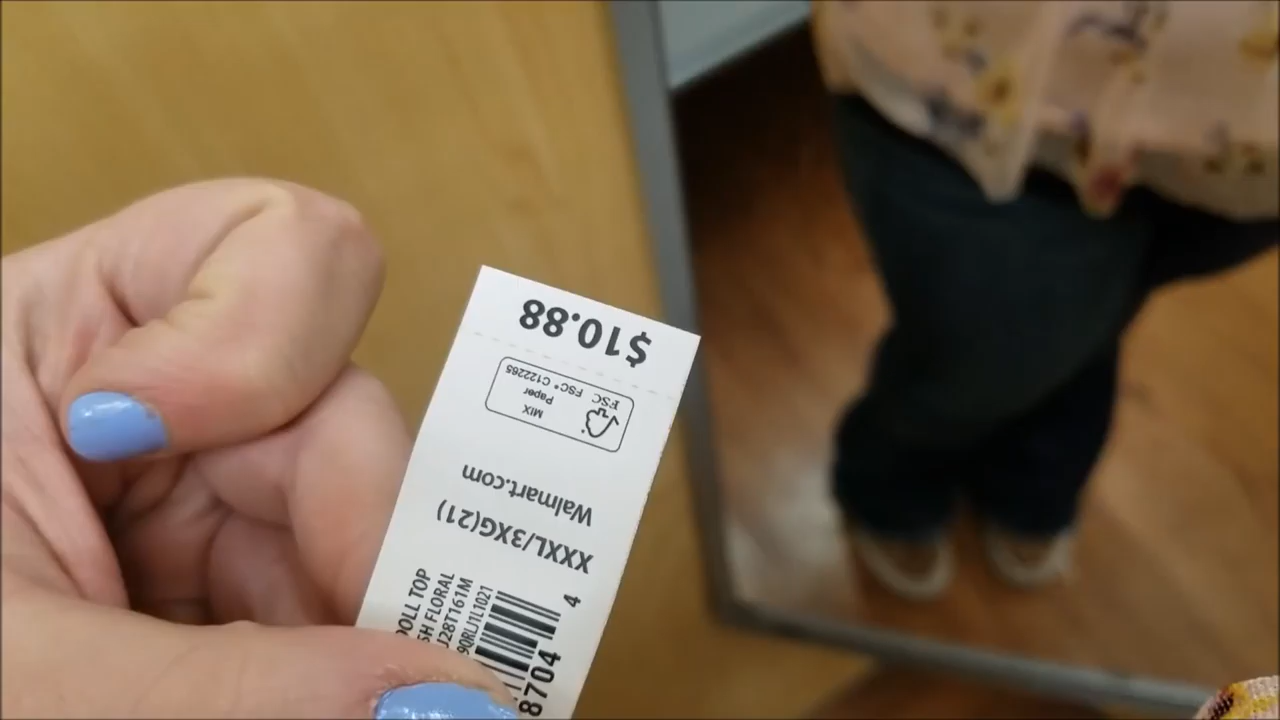 $10.88
FSC FSC® C122265
MIX
Paper
Walmart.com
XXXL/3XG(21)
DOLL TOP
SH FLORAL
J28T161M
90RLJ1L1021
8704 4